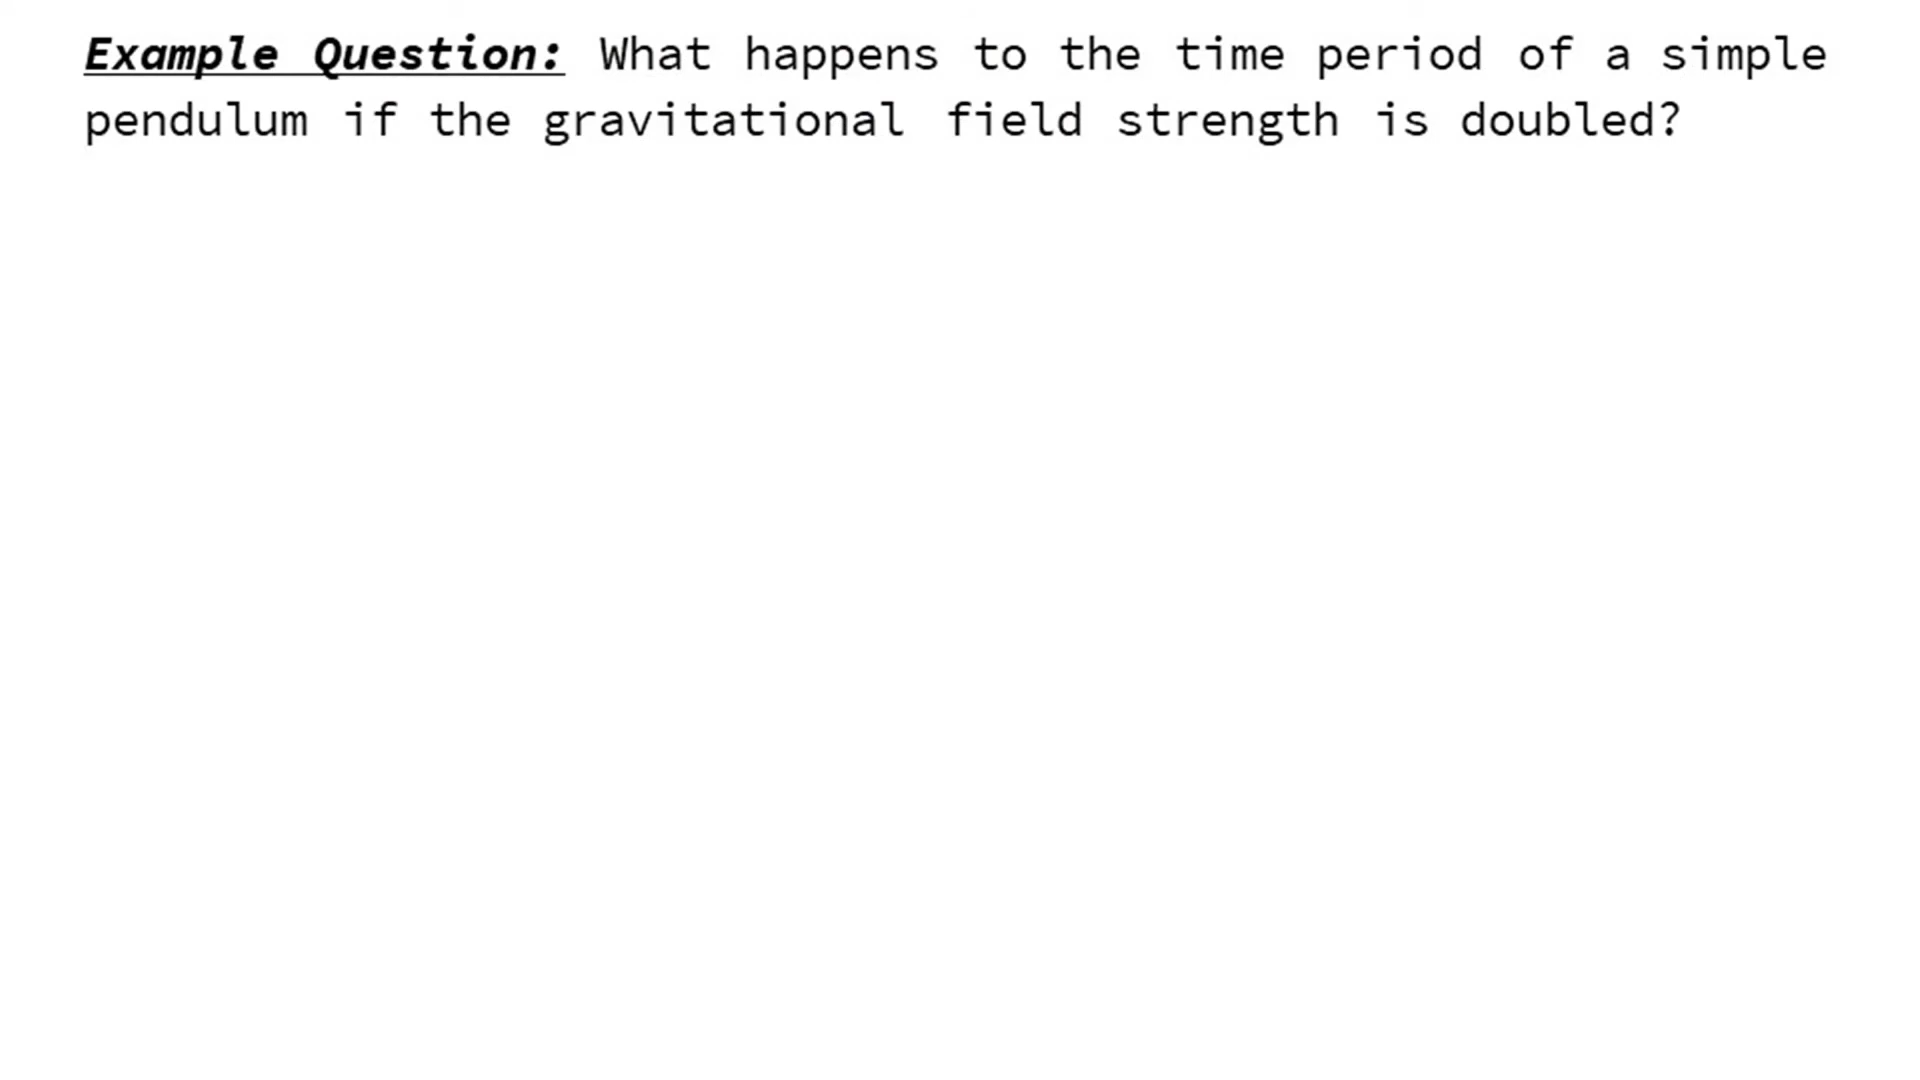 Example Question: What happens to the time period of a simple
pendulum if the gravitational field strength is doubled?